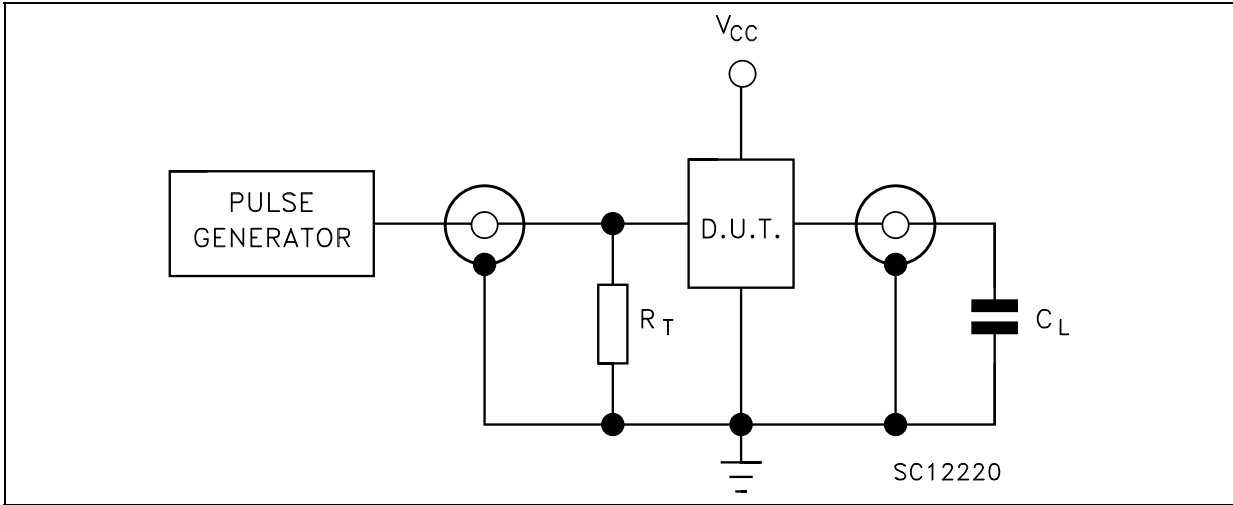 VCC
PULSE
GENERATOR
D.U.T.
RT
CL
SC12220